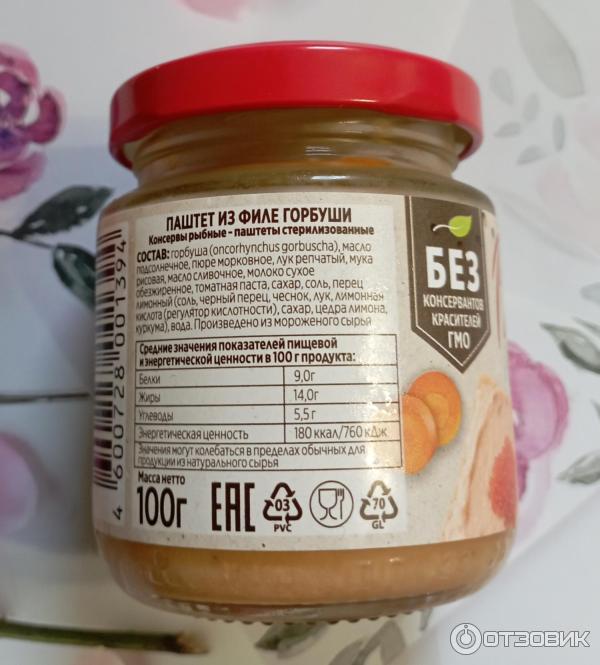 ПАШТЕТ ИЗ ФИЛЕ ГОРБУШИ
Консервы рыбные - паштеты стерилизованные
СОСТАВ: горбуша (oncorhynchus gorbuscha), масло
подсолнечное, пюре морковное, лук репчатый, мука
рисовая, масло сливочное, молоко сухое
обезжиренное, томатная паста, сахар, соль, перец
лимонный (соль, черный перец, чеснок, лук, лимонная
кислота (регулятор кислотности), сахар, цедра лимона,
куркума), вода. Произведено из мороженого сырья
Средние значения показателей пищевой
и энергетической ценности в 100 г продукта:
Белки 9,0г
Жиры 14,0г
Углеводы 5,5г
Энергетическая ценность 180 ккал/760 кДж
Значения могут колебаться в пределах обычных для
продукции из натурального сырья
Масса нетто
100г
EAC
03
PVC
70
GL
4 600728 001394
БЕЗ
КОНСЕРВАНТОВ
КРАСИТЕЛЕЙ
ГМО
ОТЗОВИК